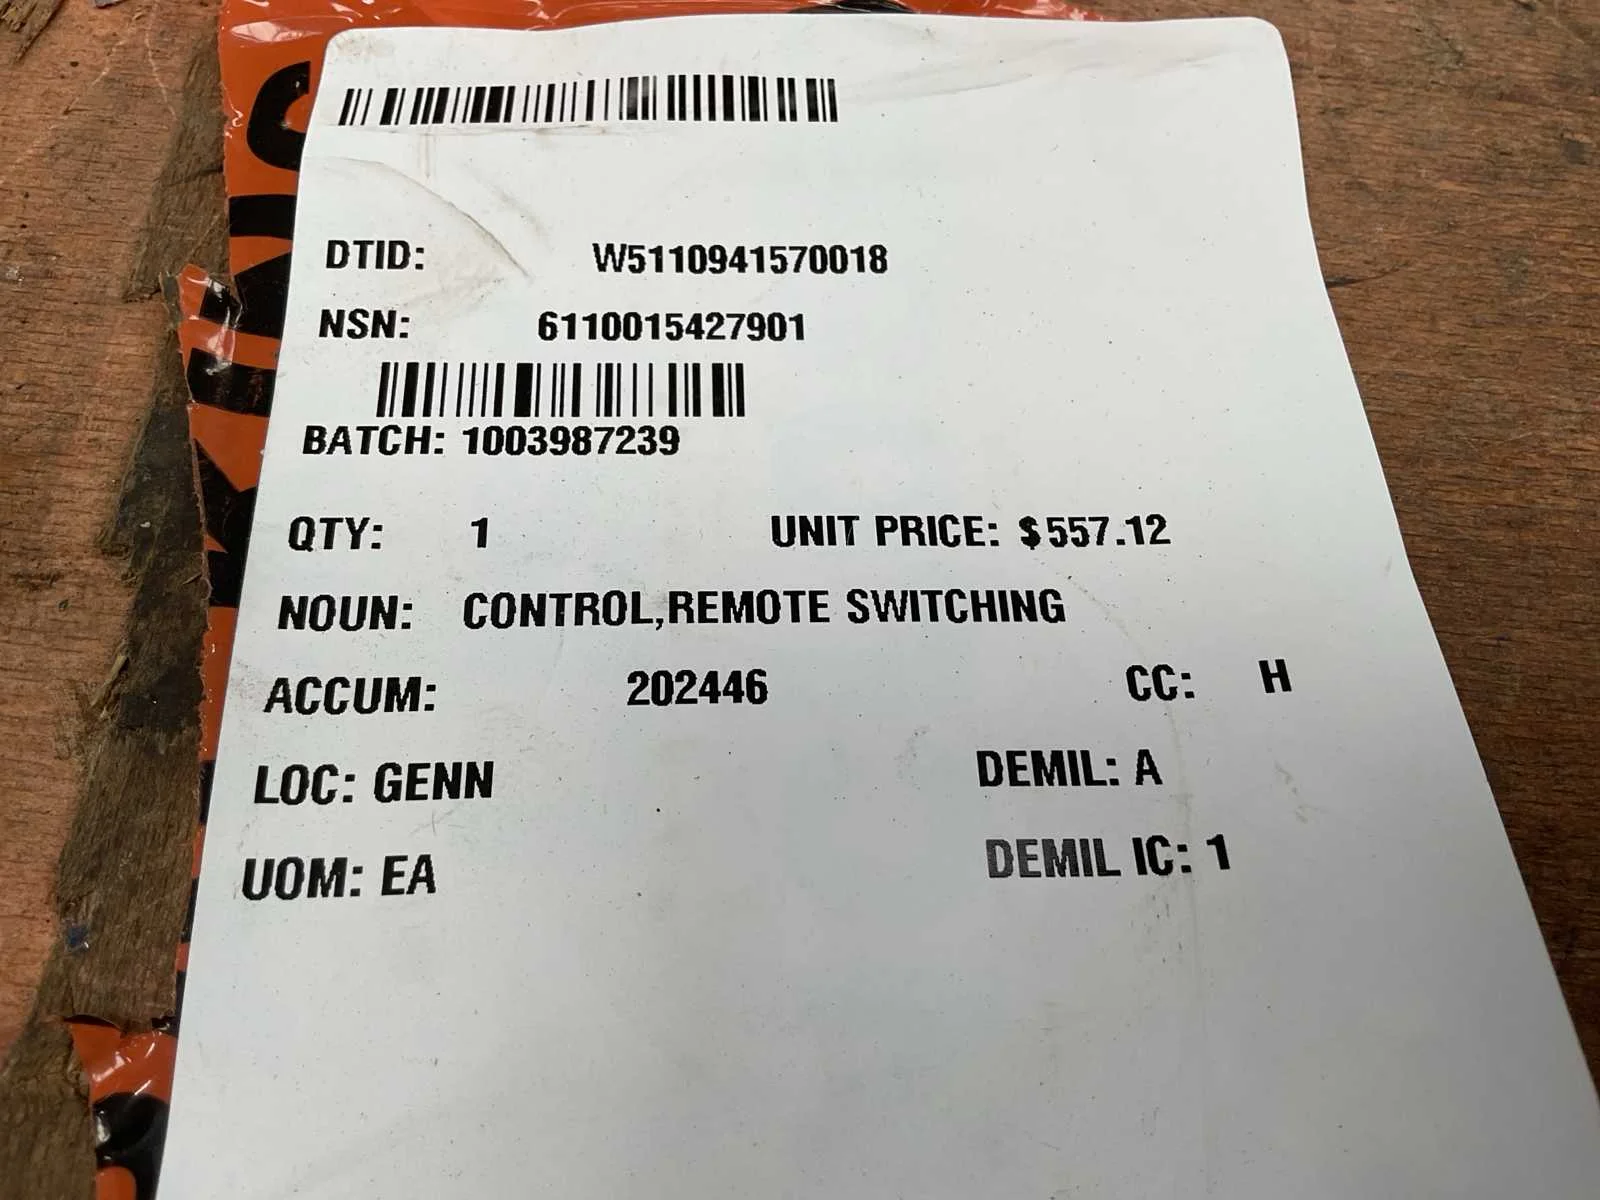 DTID: W5110941570018
NSN: 6110015427901
BATCH: 1003987239
QTY: 1 UNIT PRICE: $557.12
NOUN: CONTROL,REMOTE SWITCHING
ACCUM: 202446 CC: H
LOC: GENN DEMIL: A
UOM: EA DEMIL IC: 1